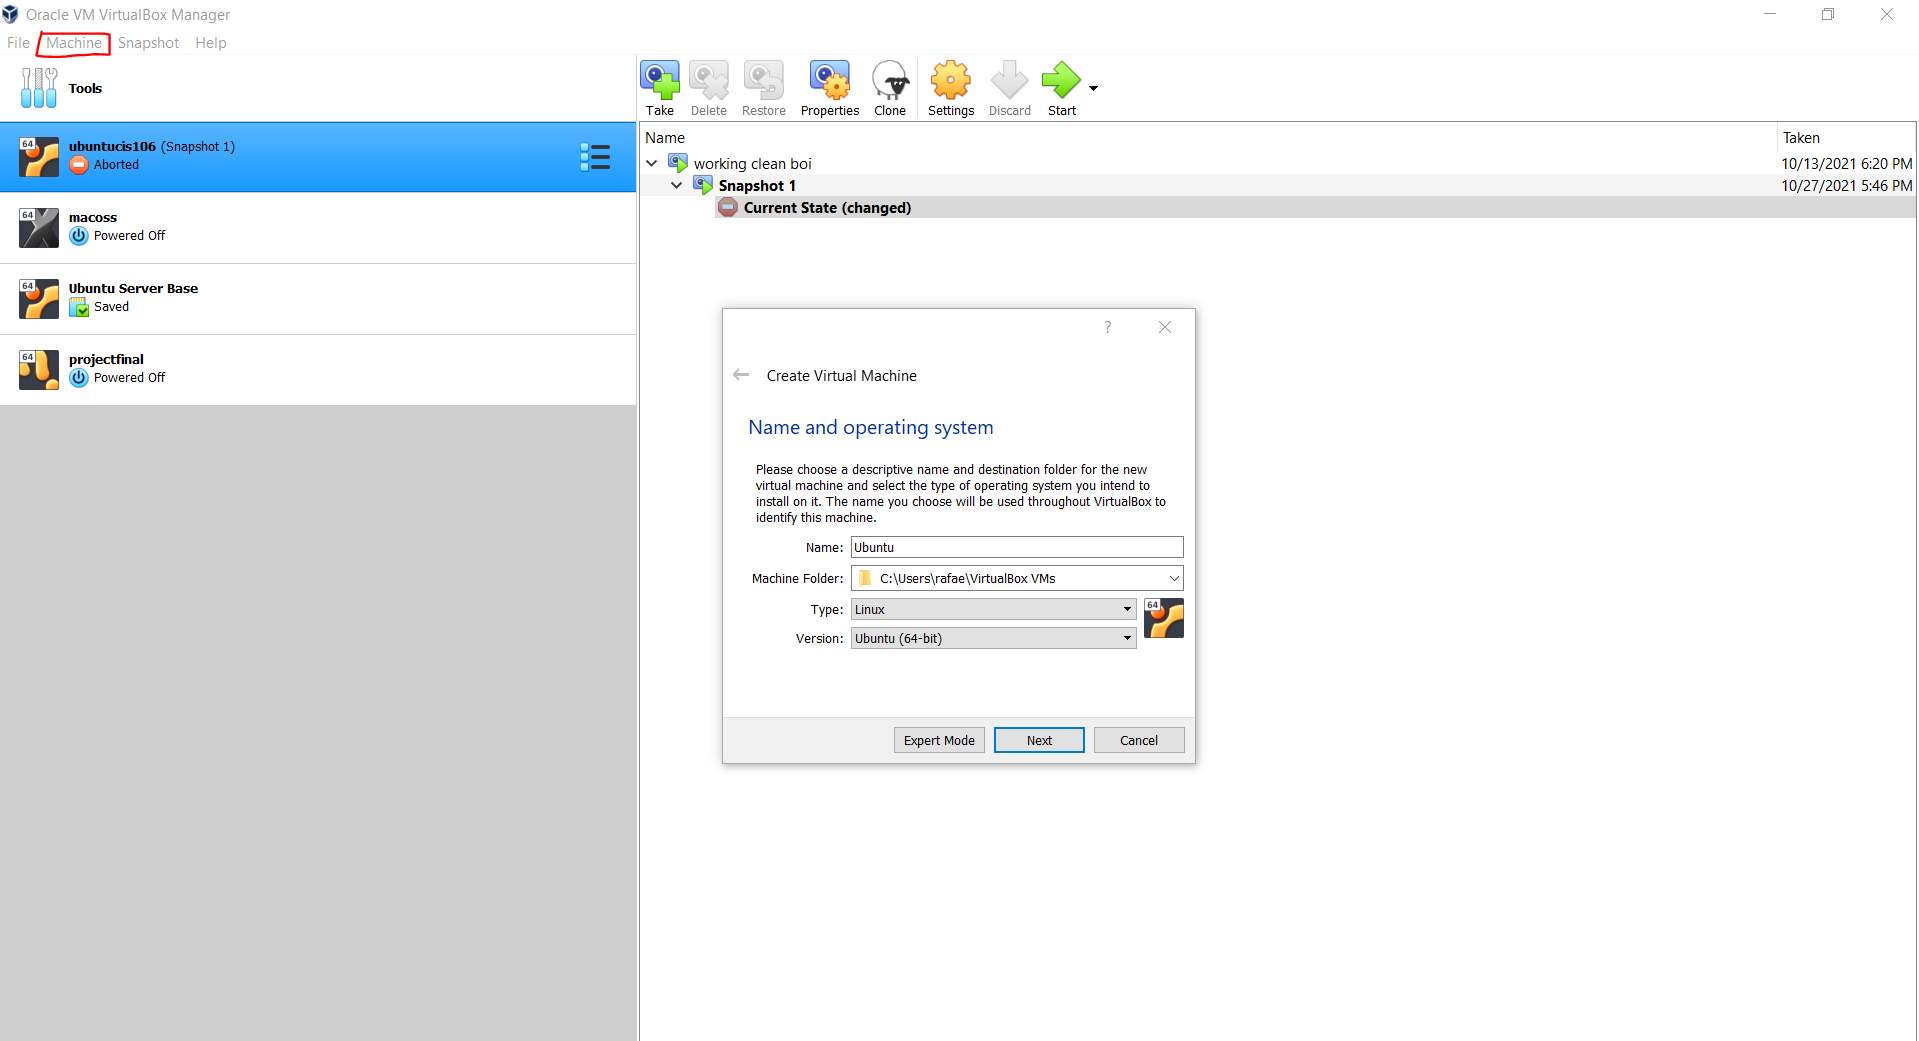 Oracle VM VirtualBox Manager
File Machine Snapshot Help
Tools
64
ubuntucis106 (Snapshot 1)
Aborted
64
macoss
Powered Off
64
Ubuntu Server Base
Saved
64
projectfinal
Powered Off
Take Delete Restore Properties Clone Settings Discard Start
Name Taken
working clean boi 10/13/2021 6:20 PM
Snapshot 1 10/27/2021 5:46 PM
Current State (changed)
?
Create Virtual Machine
Name and operating system
Please choose a descriptive name and destination folder for the new
virtual machine and select the type of operating system you intend to
install on it. The name you choose will be used throughout VirtualBox to
identify this machine.
Name: Ubuntu
Machine Folder: C:\Users\rafae\VirtualBox VMs
Type: Linux
64
Version: Ubuntu (64-bit)
Expert Mode Next Cancel